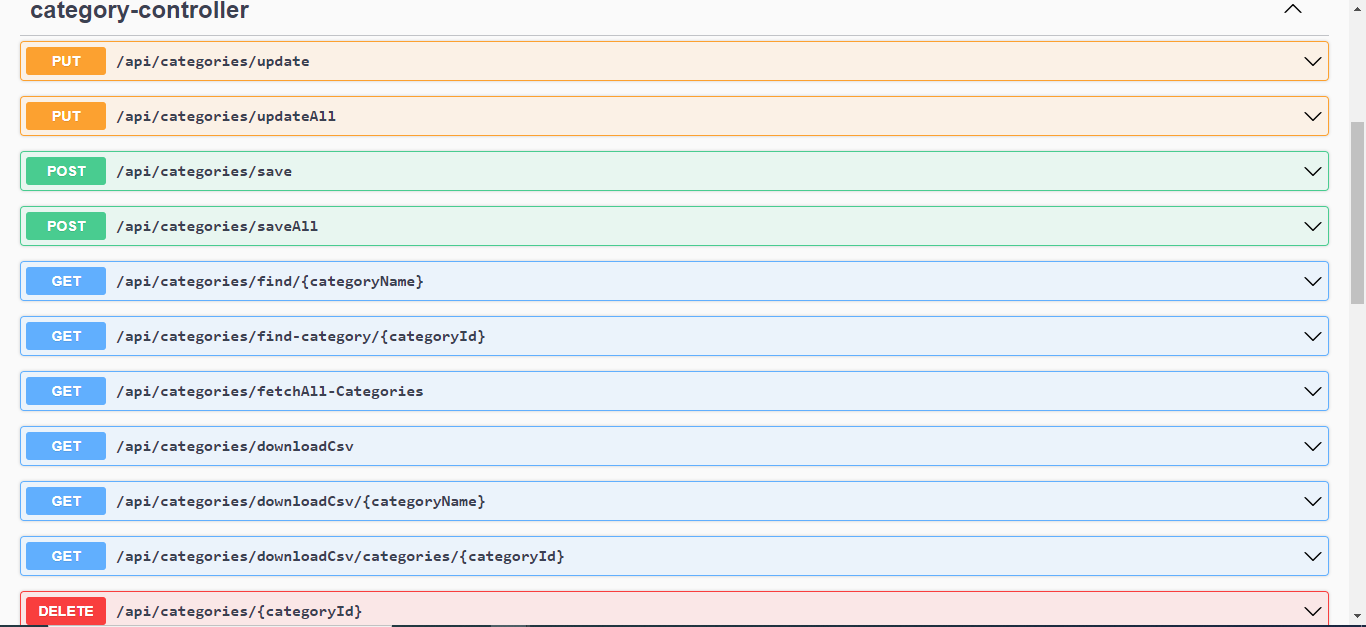 category-controller
PUT /api/categories/update
PUT /api/categories/updateAll
POST /api/categories/save
POST /api/categories/saveAll
GET /api/categories/find/{categoryName}
GET /api/categories/find-category/{categoryId}
GET /api/categories/fetchAll-Categories
GET /api/categories/downloadCsv
GET /api/categories/downloadCsv/{categoryName}
GET /api/categories/downloadCsv/categories/{categoryId}
DELETE /api/categories/{categoryId}